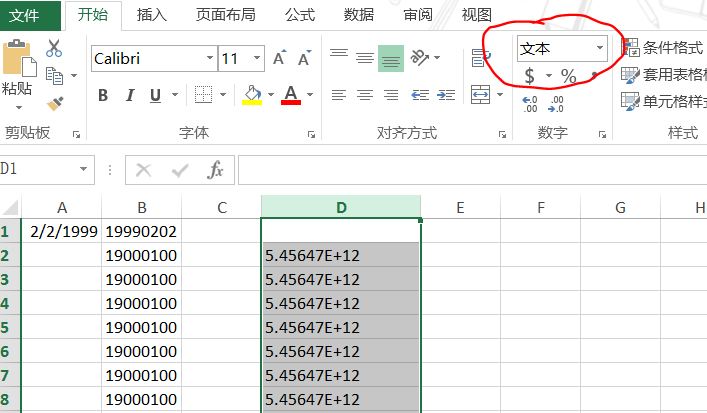 文件 开始 插入 页面布局 公式 数据 审阅 视图
Calibri 11 A A 文本 条件格式
粘贴 B I U A $ % 套用表格格
单元格样式
剪贴板 字体 对齐方式 数字 样式
D1 fx
A B C D E F G H
1 2/2/1999 19990202
2 19000100 5.45647E+12
3 19000100 5.45647E+12
4 19000100 5.45647E+12
5 19000100 5.45647E+12
6 19000100 5.45647E+12
7 19000100 5.45647E+12
8 19000100 5.45647E+12